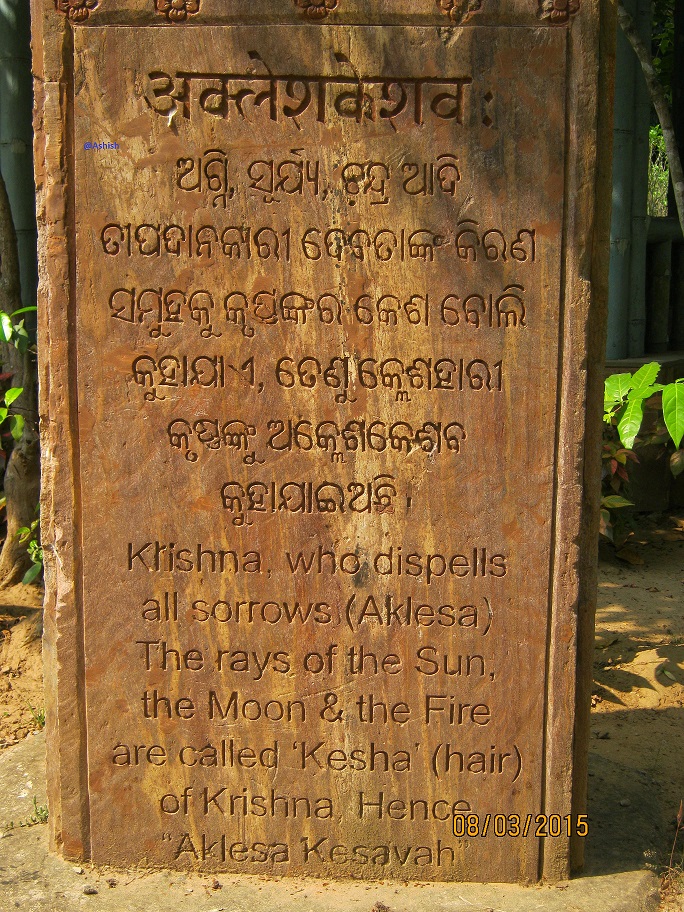 अक्लेशकेशवः
@Ashish
ଅଗ୍ନି, ସୂର୍ଯ୍ୟ, ଚନ୍ଦ୍ର ଆଦି
ତାପଦାନକାରୀ ଦେବତାଙ୍କ କିରଣ
ସମୁହକୁ କୃଷ୍ଣଙ୍କର କେଶ ବୋଲି
କୁହାଯାଏ, ତେଣୁ କ୍ଲେଶହାରୀ
କୃଷ୍ଣଙ୍କୁ ଅକ୍ଲେଶକେଶବ
କୁହାଯାଇଅଛି ।
Krishna, who dispells
all sorrows (Aklesa)
The rays of the Sun,
the Moon & the Fire
are called 'Kesha' (hair)
of Krishna, Hence
"Aklesa Kesavah"
08/03/2015